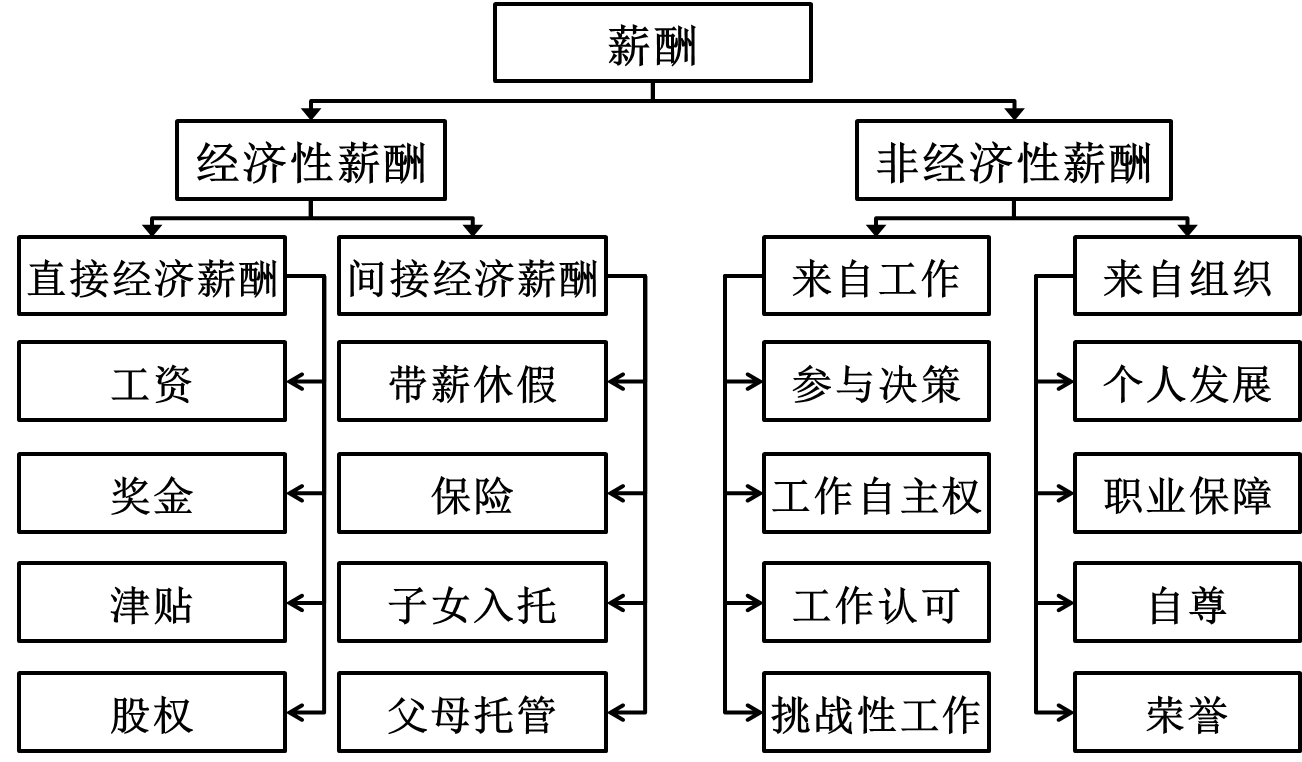 薪酬
经济性薪酬
非经济性薪酬
直接经济薪酬
间接经济薪酬
来自工作
来自组织
工资
带薪休假
参与决策
个人发展
奖金
保险
工作自主权
职业保障
津贴
子女入托
工作认可
自尊
股权
父母托管
挑战性工作
荣誉